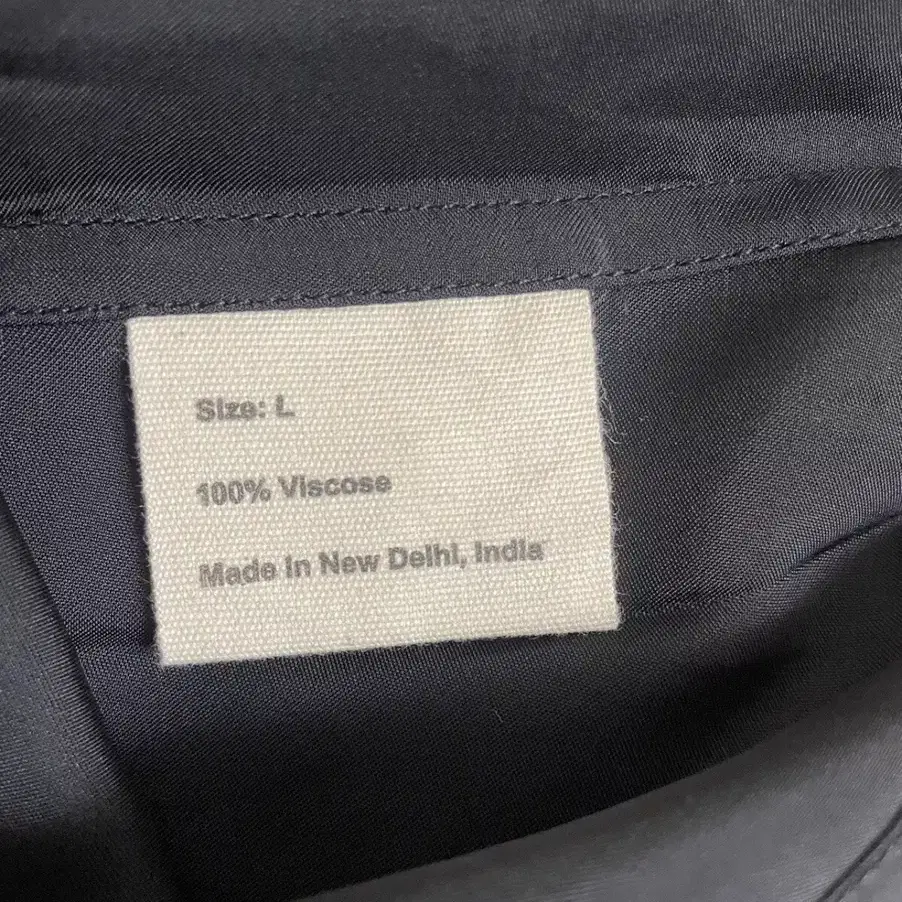 Size: L
100% Viscose
Made in New Delhi, India